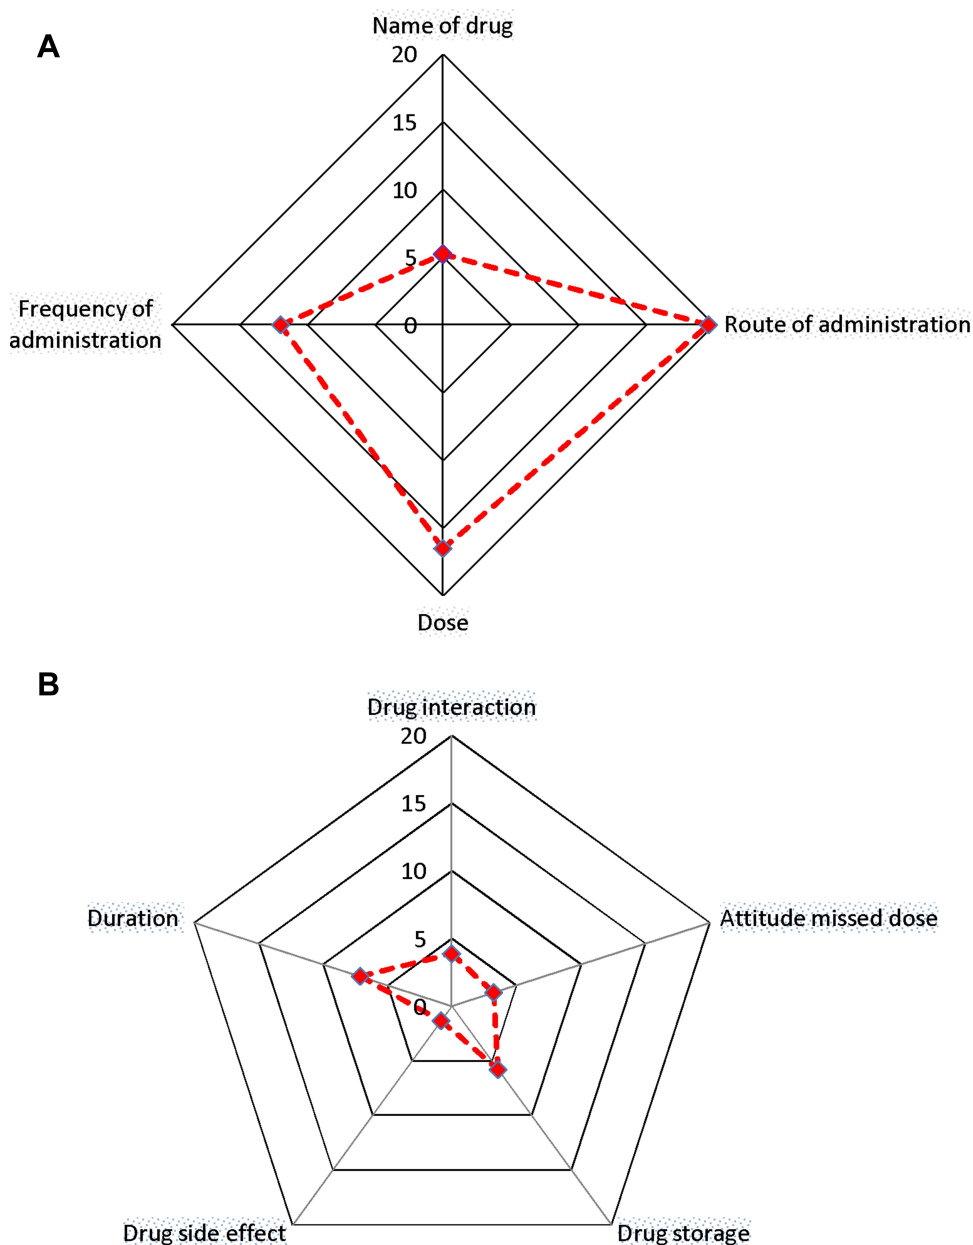 A
Name of drug
20
15
10
5
0
Frequency of
administration
Route of administration
Dose
B
Drug interaction
20
15
10
5
0
Duration
Attitude missed dose
Drug side effect
Drug storage